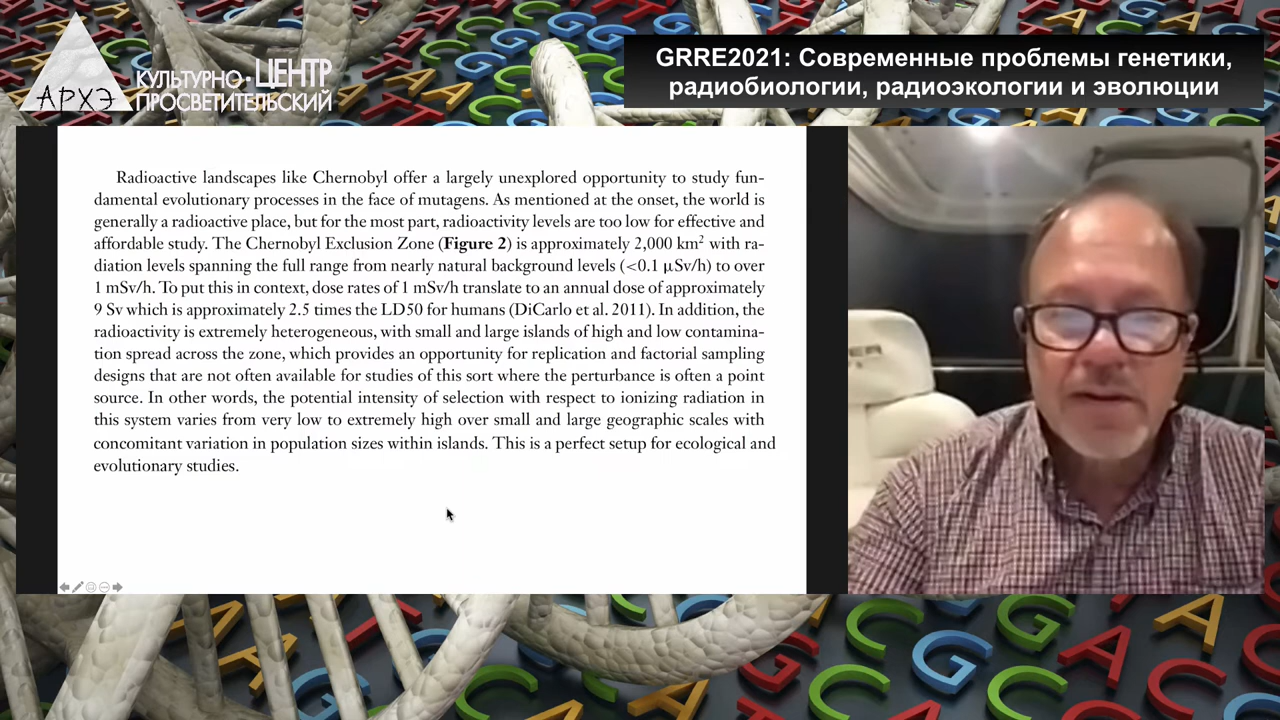 АРХЭ
КУЛЬТУРНО-ЦЕНТР
ПРОСВЕТИТЕЛЬСКИЙ
GRRE2021: Современные проблемы генетики,
радиобиологии, радиоэкологии и эволюции
Radioactive landscapes like Chernobyl offer a largely unexplored opportunity to study fun-
damental evolutionary processes in the face of mutagens. As mentioned at the onset, the world is
generally a radioactive place, but for the most part, radioactivity levels are too low for effective and
affordable study. The Chernobyl Exclusion Zone (Figure 2) is approximately 2,000 km² with ra-
diation levels spanning the full range from nearly natural background levels (<0.1 μSv/h) to over
1 mSv/h. To put this in context, dose rates of 1 mSv/h translate to an annual dose of approximately
9 Sv which is approximately 2.5 times the LD50 for humans (DiCarlo et al. 2011). In addition, the
radioactivity is extremely heterogeneous, with small and large islands of high and low contamina-
tion spread across the zone, which provides an opportunity for replication and factorial sampling
designs that are not often available for studies of this sort where the perturbance is often a point
source. In other words, the potential intensity of selection with respect to ionizing radiation in
this system varies from very low to extremely high over small and large geographic scales with
concomitant variation in population sizes within islands. This is a perfect setup for ecological and
evolutionary studies.